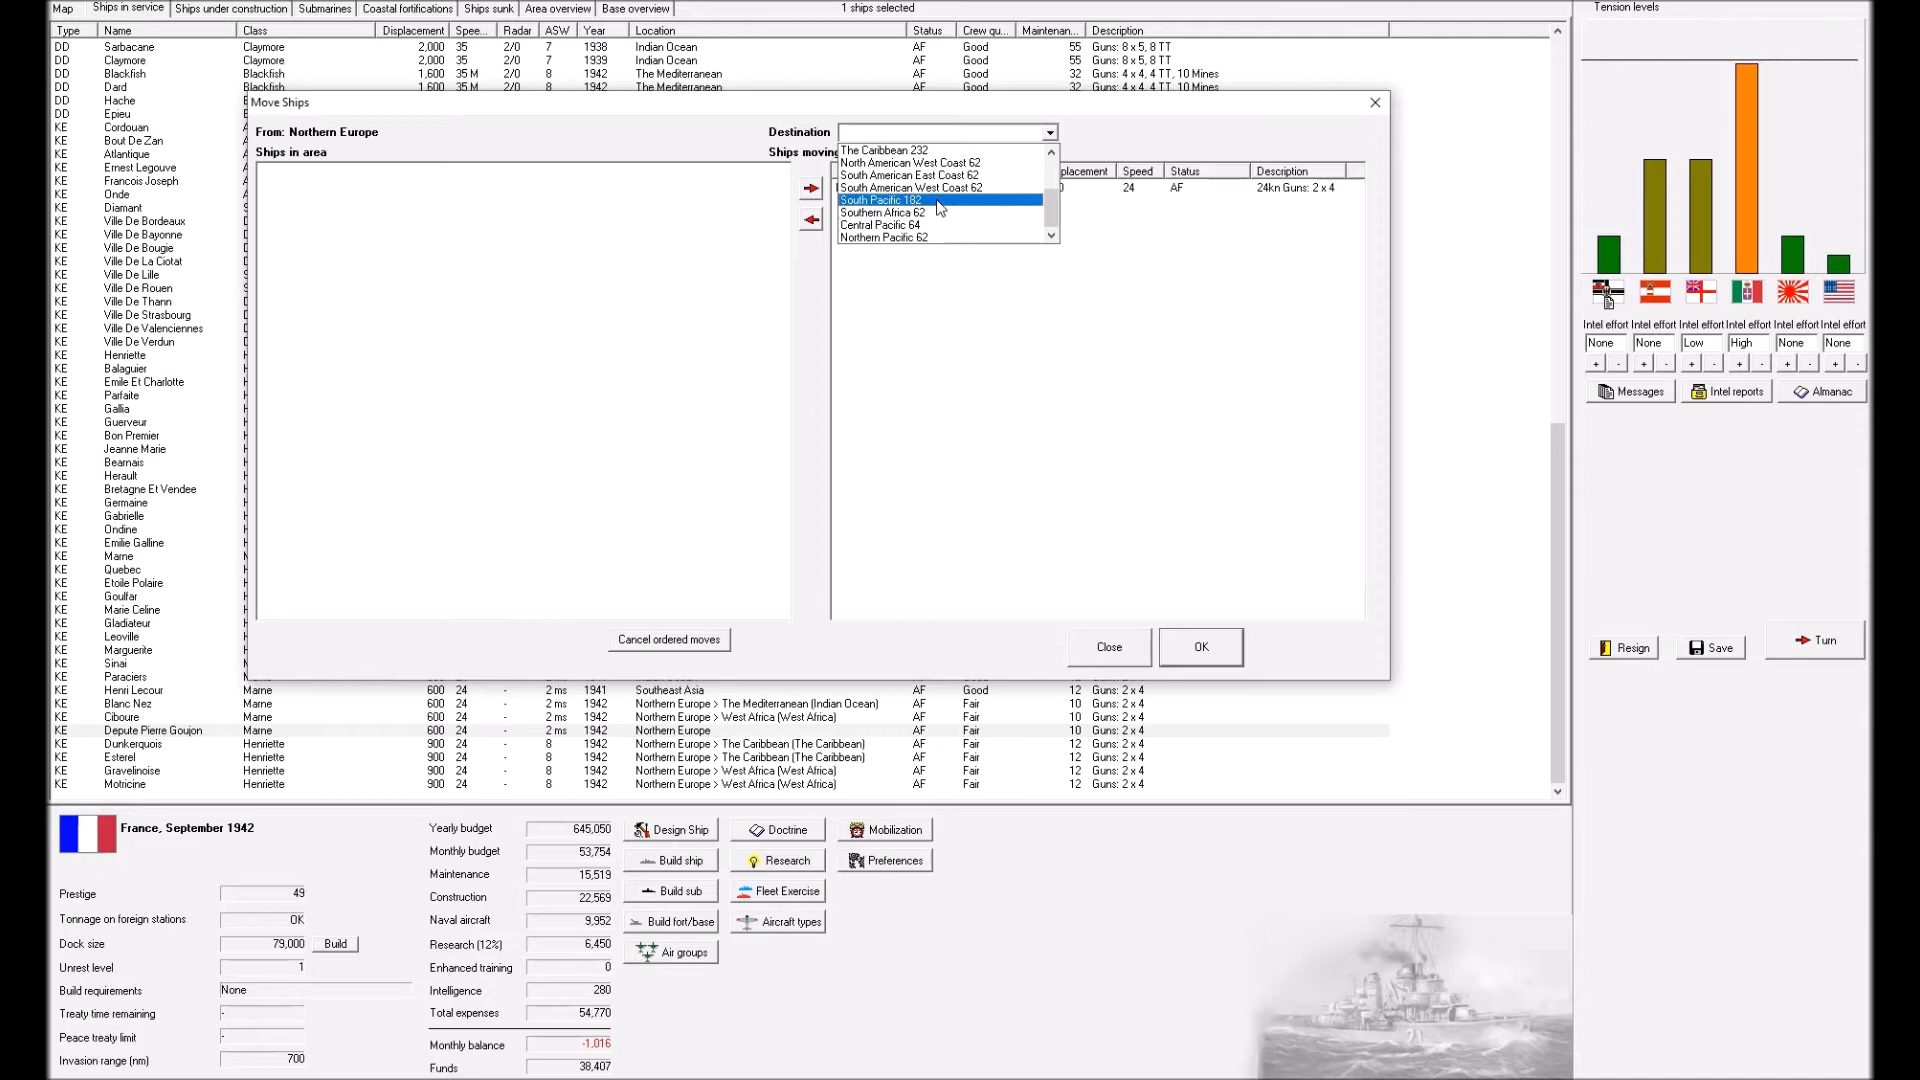 Map Ships in service Ships under construction Submarines Coastal fortifications Ships sunk Area overview Base overview 1 ships selected Tension levels
Type Name Class Displacement Spee... Radar ASW Year Location Status Crew qu... Maintenan... Description
DD Sarbacane Claymore 2,000 35 2/0 7 1938 Indian Ocean AF Good 55 Guns: 8 x 5, 8 TT
DD Claymore Claymore 2,000 35 2/0 7 1939 Indian Ocean AF Good 55 Guns: 8 x 5, 8 TT
DD Blackfish Blackfish 1,600 35 M 2/0 8 1942 The Mediterranean AF Good 32 Guns: 4 x 4, 4 TT, 10 Mines
DD Dard Blackfish 1,600 35 M 2/0 8 1942 The Mediterranean AF Good 32 Guns: 4 x 4, 4 TT, 10 Mines
DD Hache
DD Epieu
KE Cordouan
KE Bout De Zan
KE Atlantique
KE Ernest Legouve
KE Francois Joseph
KE Onde
KE Diamant
KE Ville De Bordeaux
KE Ville De Bayonne
KE Ville De Bougie
KE Ville De La Ciotat
KE Ville De Lille
KE Ville De Rouen
KE Ville De Thann
KE Ville De Strasbourg
KE Ville De Valenciennes
KE Ville De Verdun
KE Henriette
KE Balaguier
KE Emile Et Charlotte
KE Parfaite
KE Gallia
KE Guerveur
KE Bon Premier
KE Jeanne Marie
KE Bearnais
KE Herault
KE Bretagne Et Vendee
KE Germaine
KE Gabrielle
KE Ondine
KE Emilie Galline
KE Marne
KE Quebec
KE Etoile Polaire
KE Goulfar
KE Marie Celine
KE Gladiateur
KE Leoville
KE Marguerite
KE Sinai
KE Paraciers
KE Henri Lecour Marne 600 24 - 2 ms 1941 Southeast Asia AF Good 12 Guns: 2 x 4
KE Blanc Nez Marne 600 24 - 2 ms 1942 Northern Europe > The Mediterranean (Indian Ocean) AF Fair 10 Guns: 2 x 4
KE Ciboure Marne 600 24 - 2 ms 1942 Northern Europe > West Africa (West Africa) AF Fair 10 Guns: 2 x 4
KE Depute Pierre Goujon Marne 600 24 - 2 ms 1942 Northern Europe AF Fair 10 Guns: 2 x 4
KE Dunkerquois Henriette 900 24 - 8 1942 Northern Europe > The Caribbean (The Caribbean) AF Fair 12 Guns: 2 x 4
KE Esterel Henriette 900 24 - 8 1942 Northern Europe > The Caribbean (The Caribbean) AF Fair 12 Guns: 2 x 4
KE Gravelinoise Henriette 900 24 - 8 1942 Northern Europe > West Africa (West Africa) AF Fair 12 Guns: 2 x 4
KE Motricine Henriette 900 24 - 8 1942 Northern Europe > West Africa (West Africa) AF Fair 12 Guns: 2 x 4
Move Ships
From: Northern Europe Destination
Ships in area Ships moving
The Caribbean 232
North American West Coast 62
South American East Coast 62
South American West Coast 62
South Pacific 182
Southern Africa 62
Central Pacific 64
Northern Pacific 62
Speed Status Description
24 AF 24kn Guns: 2 x 4
Cancel ordered moves Close OK
Intel effort Intel effort Intel effort Intel effort Intel effort Intel effort
None None Low High None None
+ - + - + - + - + - + -
Messages Intel reports Almanac
Resign Save Turn
France, September 1942
Prestige 49
Tonnage on foreign stations OK
Dock size 79,000 Build
Unrest level 1
Build requirements None
Treaty time remaining -
Peace treaty limit -
Invasion range (nm) 700
Yearly budget 645,050
Monthly budget 53,754
Maintenance 15,519
Construction 22,569
Naval aircraft 9,952
Research (12%) 6,450
Enhanced training 0
Intelligence 280
Total expenses 54,770
Monthly balance -1,016
Funds 38,407
Design Ship Doctrine Mobilization
Build ship Research Preferences
Build sub Fleet Exercise
Build fort/base Aircraft types
Air groups